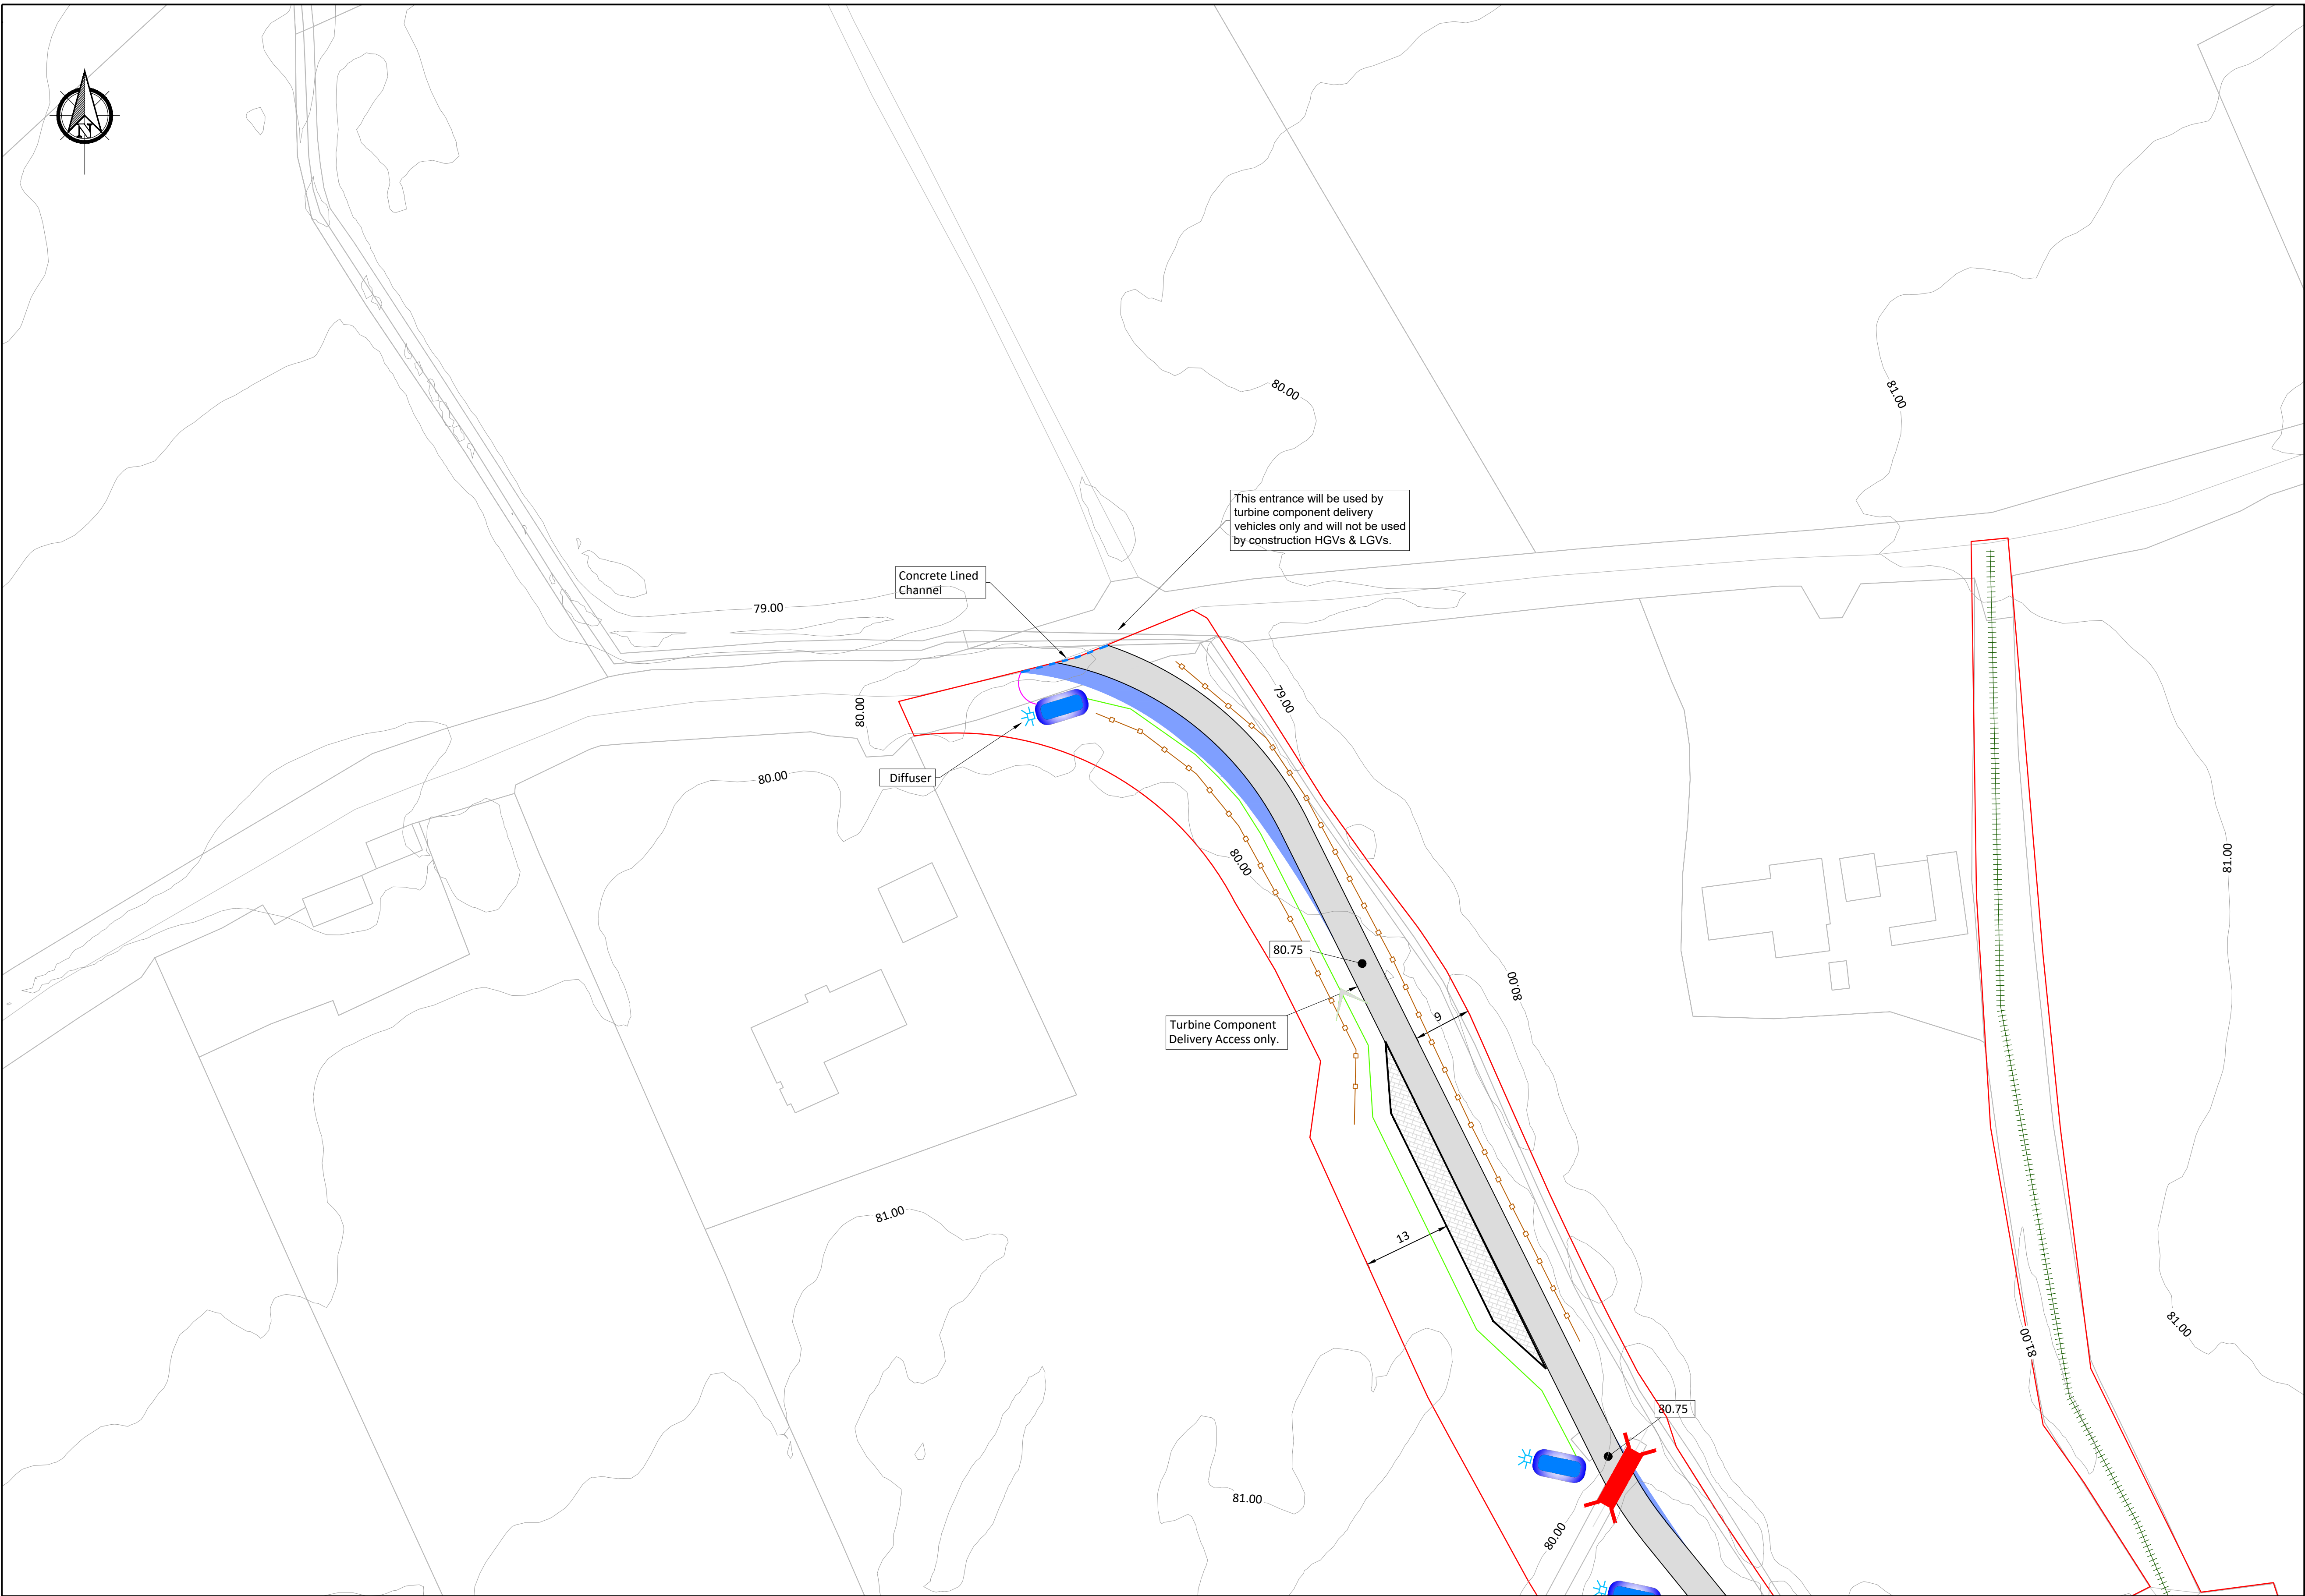 N
80.00
81.00
This entrance will be used by
turbine component delivery
vehicles only and will not be used
by construction HGVs & LGVs.
Concrete Lined
Channel
79.00
79.00
80.00
Diffuser
80.00
80.00
81.00
80.75
80.00
Turbine Component
Delivery Access only.
9
81.00
13
81.00
81.00
80.75
81.00
80.00